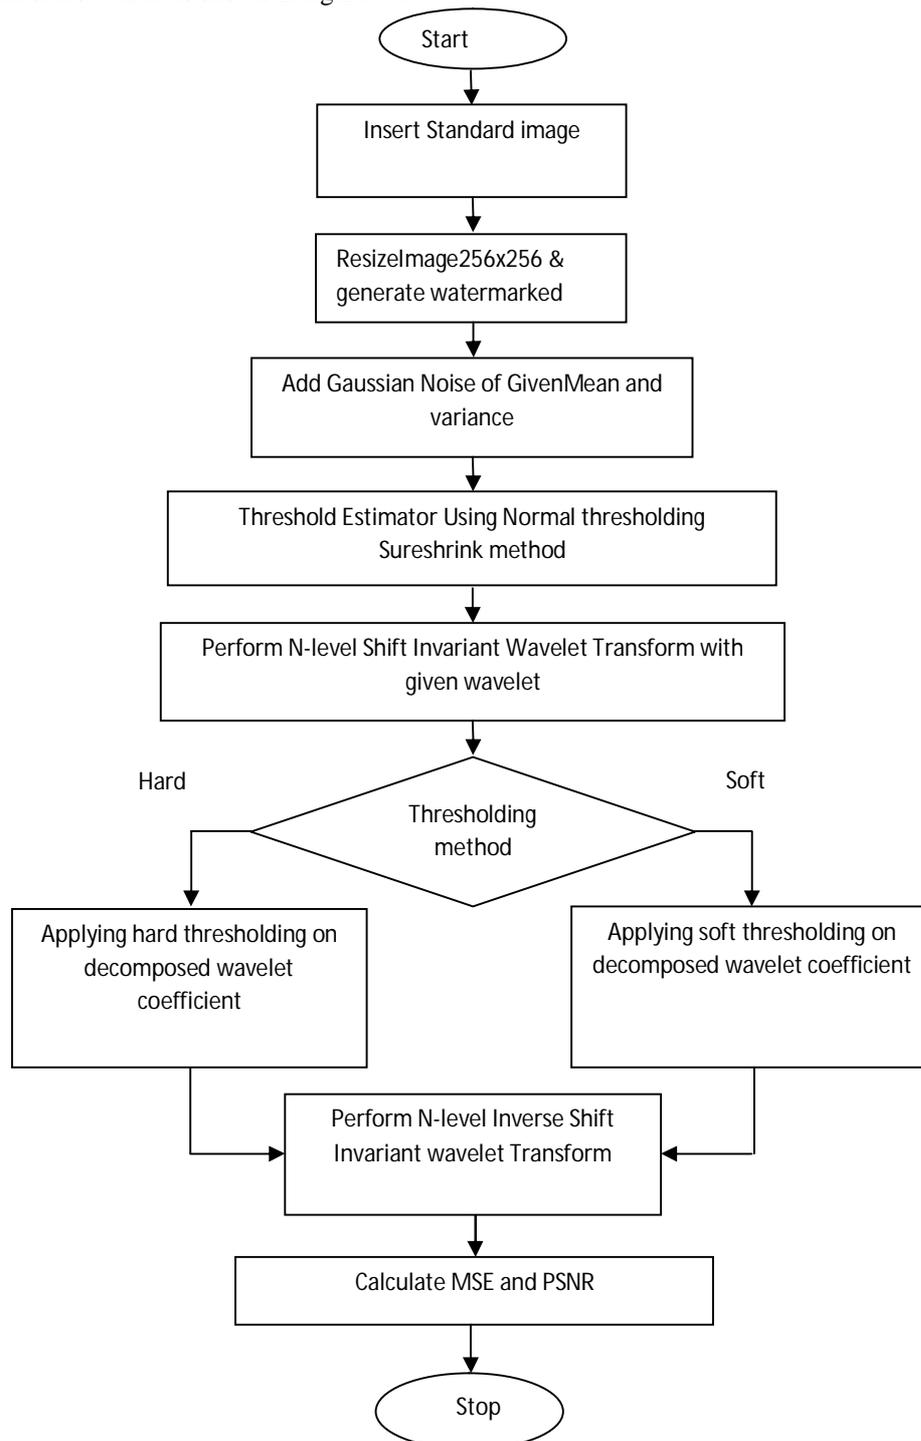 Start
Insert Standard image
ResizeImage256x256 &
generate watermarked
Add Gaussian Noise of GivenMean and
variance
Threshold Estimator Using Normal thresholding
Sureshrink method
Perform N-level Shift Invariant Wavelet Transform with
given wavelet
Hard
Soft
Thresholding
method
Applying hard thresholding on
decomposed wavelet
coefficient
Applying soft thresholding on
decomposed wavelet coefficient
Perform N-level Inverse Shift
Invariant wavelet Transform
Calculate MSE and PSNR
Stop